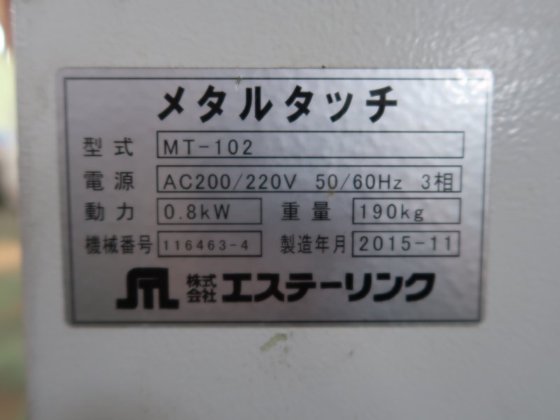 メタルタッチ
型式 MT-102
電源 AC200/220V 50/60Hz 3相
動力 0.8kW 重量 190kg
機械番号 116463-4 製造年月 2015-11
株式会社 エステーリンク